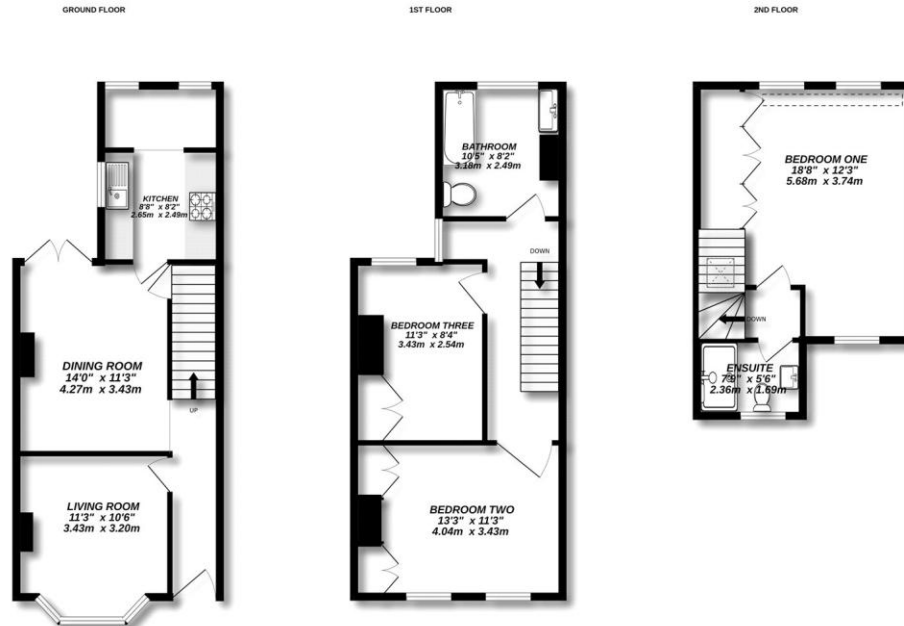 GROUND FLOOR
1ST FLOOR
2ND FLOOR
KITCHEN
8'8" x 8'2"
2.65m x 2.49m
DINING ROOM
14'0" x 11'3"
4.27m x 3.43m
UP
LIVING ROOM
11'3" x 10'6"
3.43m x 3.20m
BATHROOM
10'5" x 8'2"
3.18m x 2.49m
DOWN
BEDROOM THREE
11'3" x 8'4"
3.43m x 2.54m
BEDROOM TWO
13'3" x 11'3"
4.04m x 3.43m
BEDROOM ONE
18'8" x 12'3"
5.68m x 3.74m
DOWN
ENSUITE
7'9" x 5'6"
2.36m x 1.69m